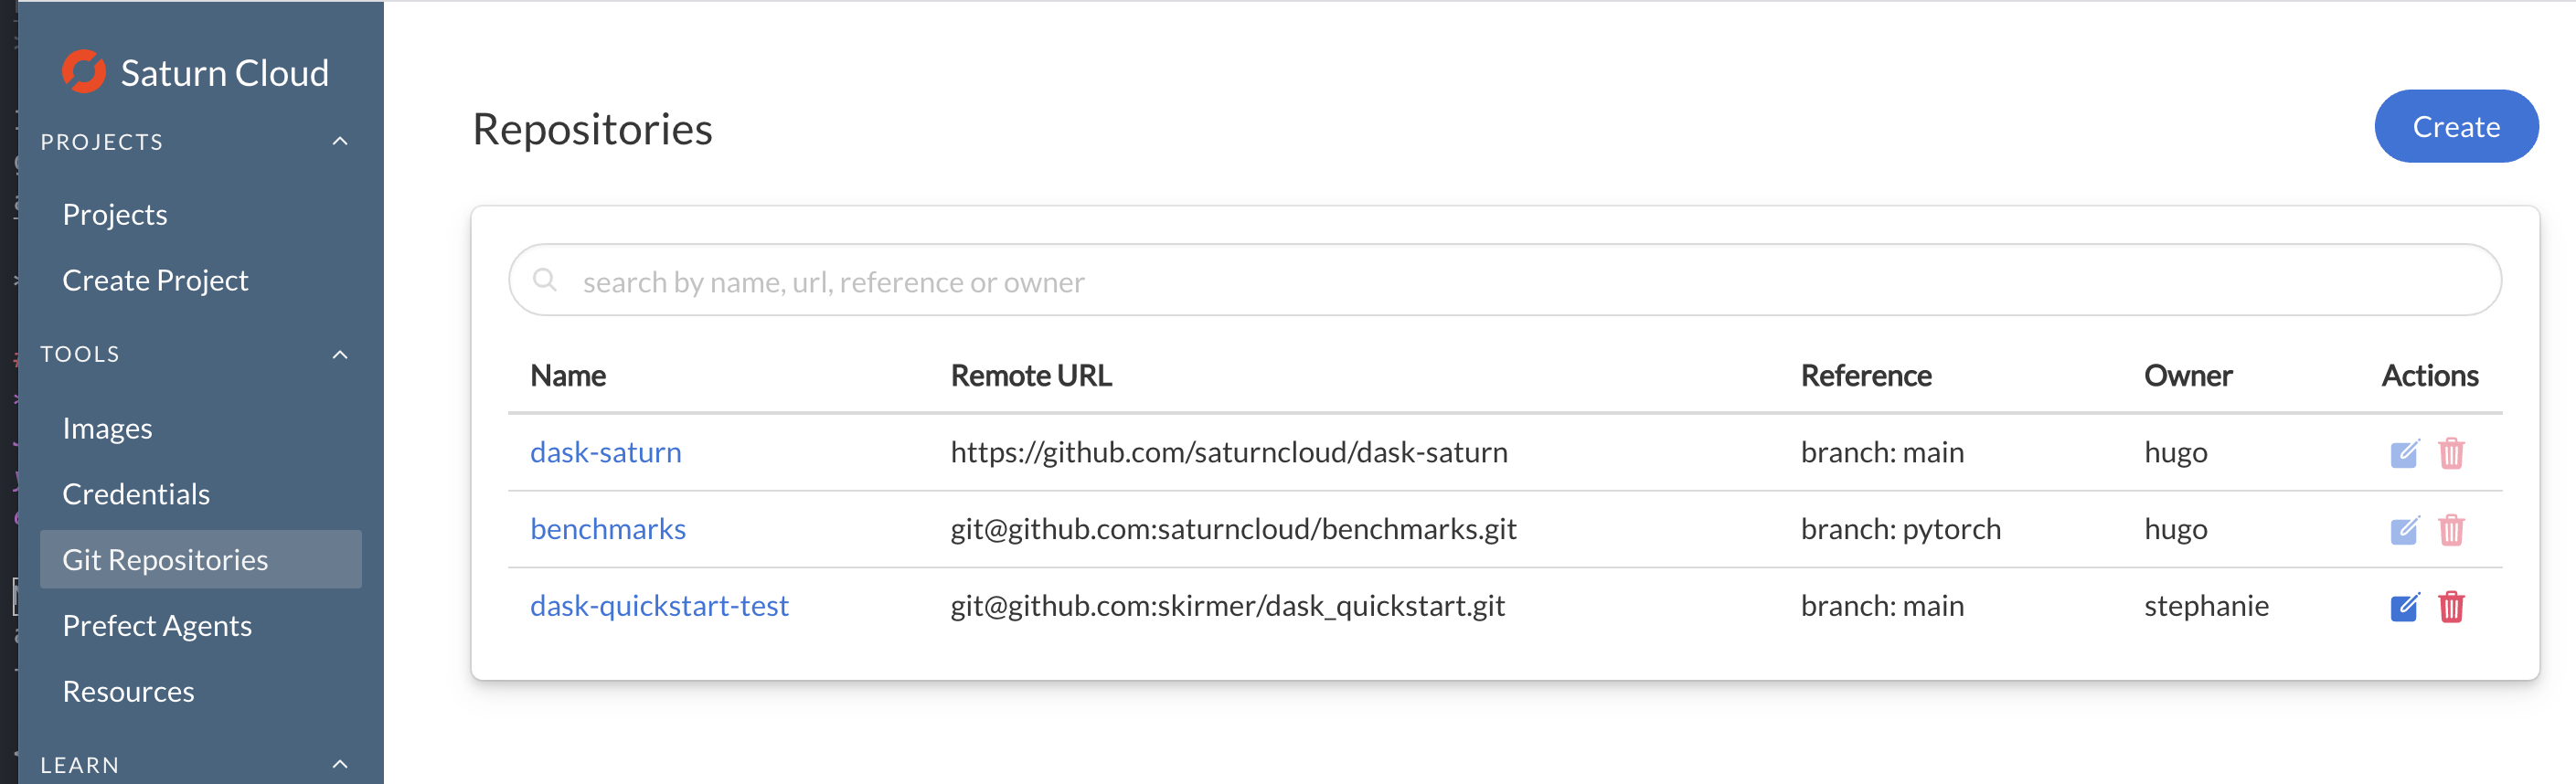 Saturn Cloud
PROJECTS
Projects
Create Project
TOOLS
Images
Credentials
Git Repositories
Prefect Agents
Resources
LEARN
Repositories
Create
search by name, url, reference or owner
Name Remote URL Reference Owner Actions
dask-saturn https://github.com/saturncloud/dask-saturn branch: main hugo
benchmarks git@github.com:saturncloud/benchmarks.git branch: pytorch hugo
dask-quickstart-test git@github.com:skirmer/dask_quickstart.git branch: main stephanie